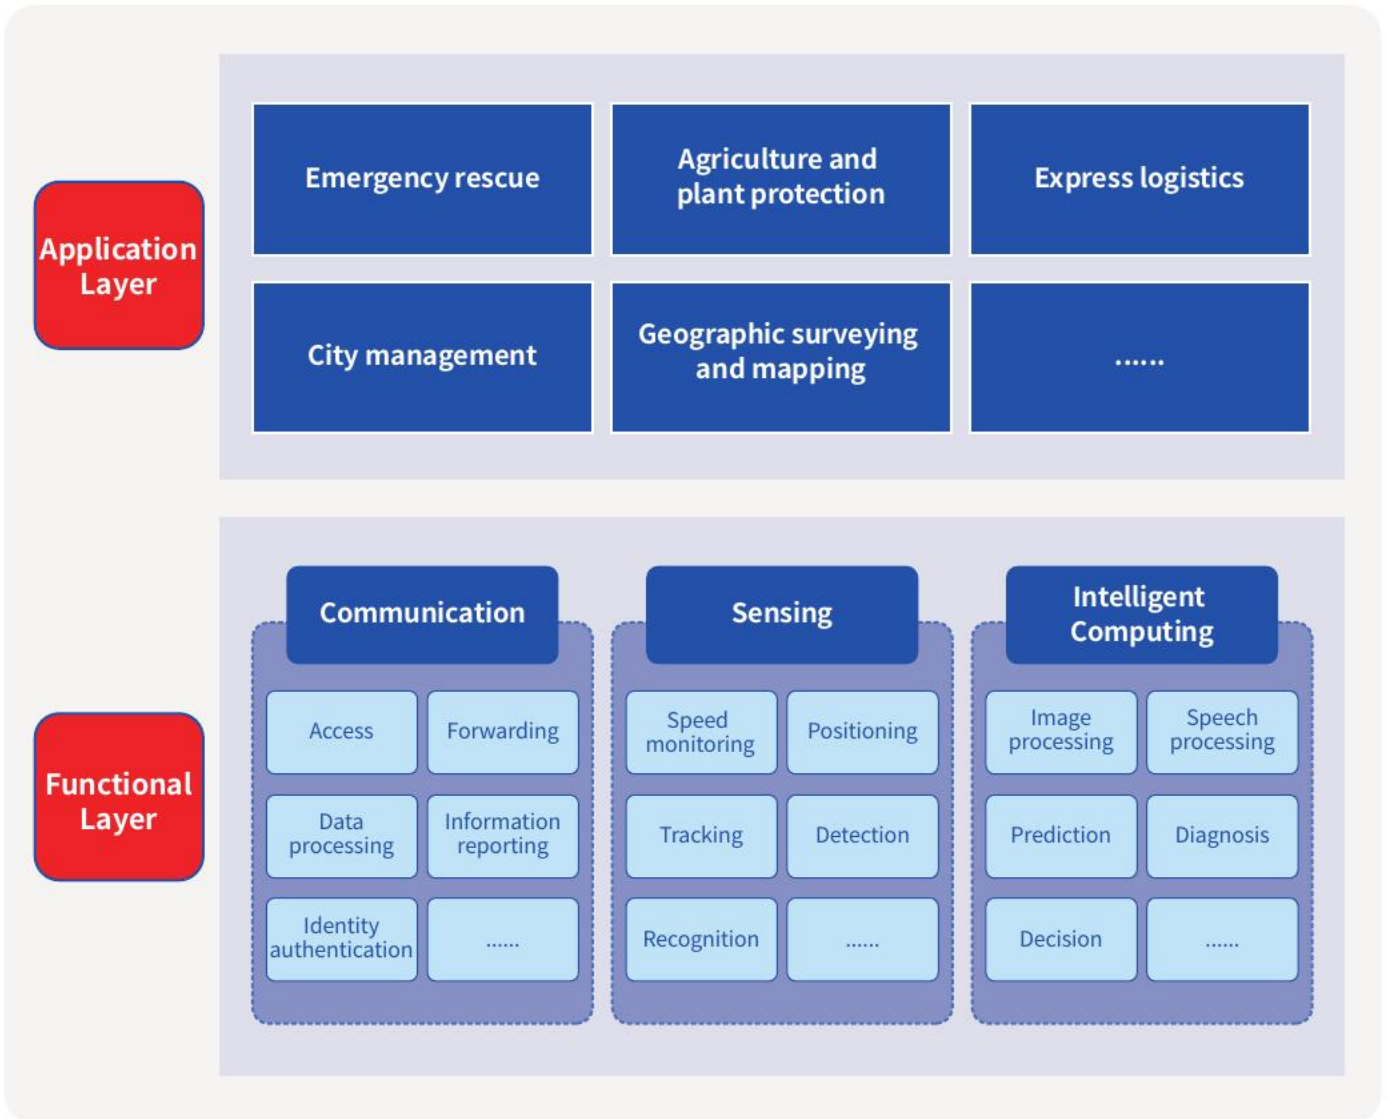 Application
Layer
Emergency rescue
Agriculture and
plant protection
Express logistics
City management
Geographic surveying
and mapping
......
Functional
Layer
Communication
Access
Forwarding
Data
processing
Information
reporting
Identity
authentication
......
Sensing
Speed
monitoring
Positioning
Tracking
Detection
Recognition
......
Intelligent
Computing
Image
processing
Speech
processing
Prediction
Diagnosis
Decision
......